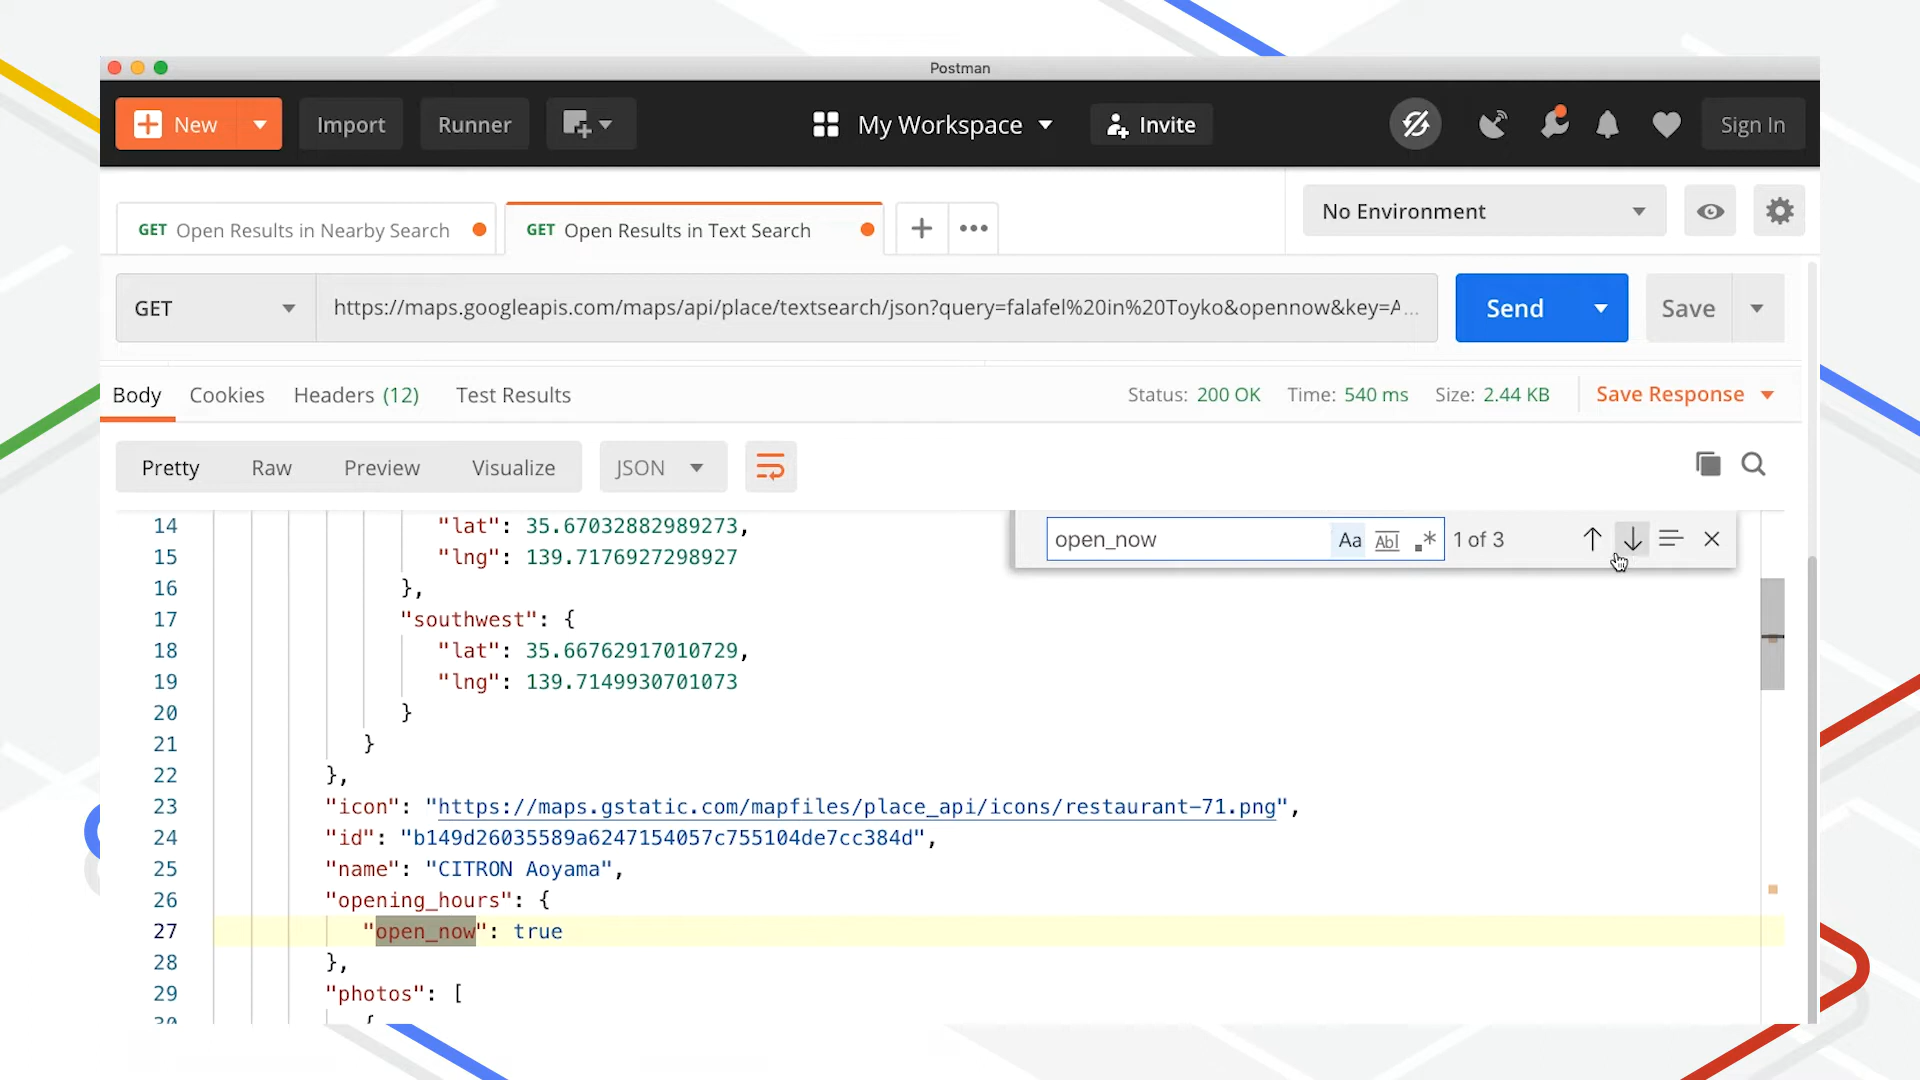 Postman
New
Import
Runner
My Workspace
Invite
Sign In
GET Open Results in Nearby Search
GET Open Results in Text Search
No Environment
GET
https://maps.googleapis.com/maps/api/place/textsearch/json?query=falafel%20in%20Toyko&opennow&key=A...
Send
Save
Body
Cookies
Headers (12)
Test Results
Status: 200 OK
Time: 540 ms
Size: 2.44 KB
Save Response
Pretty
Raw
Preview
Visualize
JSON
open_now
Aa
Abl
.*
1 of 3
14 "lat": 35.67032882989273,
15 "lng": 139.7176927298927
16 },
17 "southwest": {
18 "lat": 35.66762917010729,
19 "lng": 139.7149930701073
20 }
21 }
22 },
23 "icon": "https://maps.gstatic.com/mapfiles/place_api/icons/restaurant-71.png",
24 "id": "b149d26035589a6247154057c755104de7cc384d",
25 "name": "CITRON Aoyama",
26 "opening_hours": {
27 "open_now": true
28 },
29 "photos": [
30 {